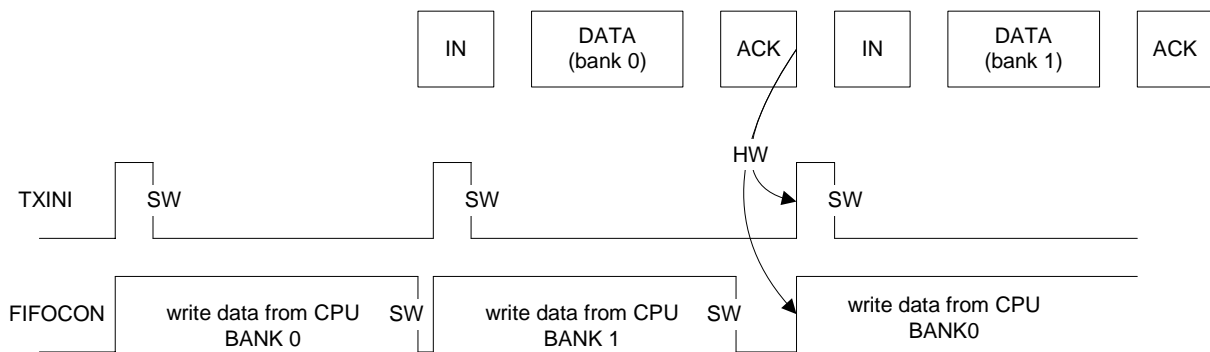 IN
DATA
(bank 0)
ACK
IN
DATA
(bank 1)
ACK
HW
TXINI
SW
SW
SW
FIFOCON
write data from CPU
BANK 0
SW
write data from CPU
BANK 1
SW
write data from CPU
BANK0